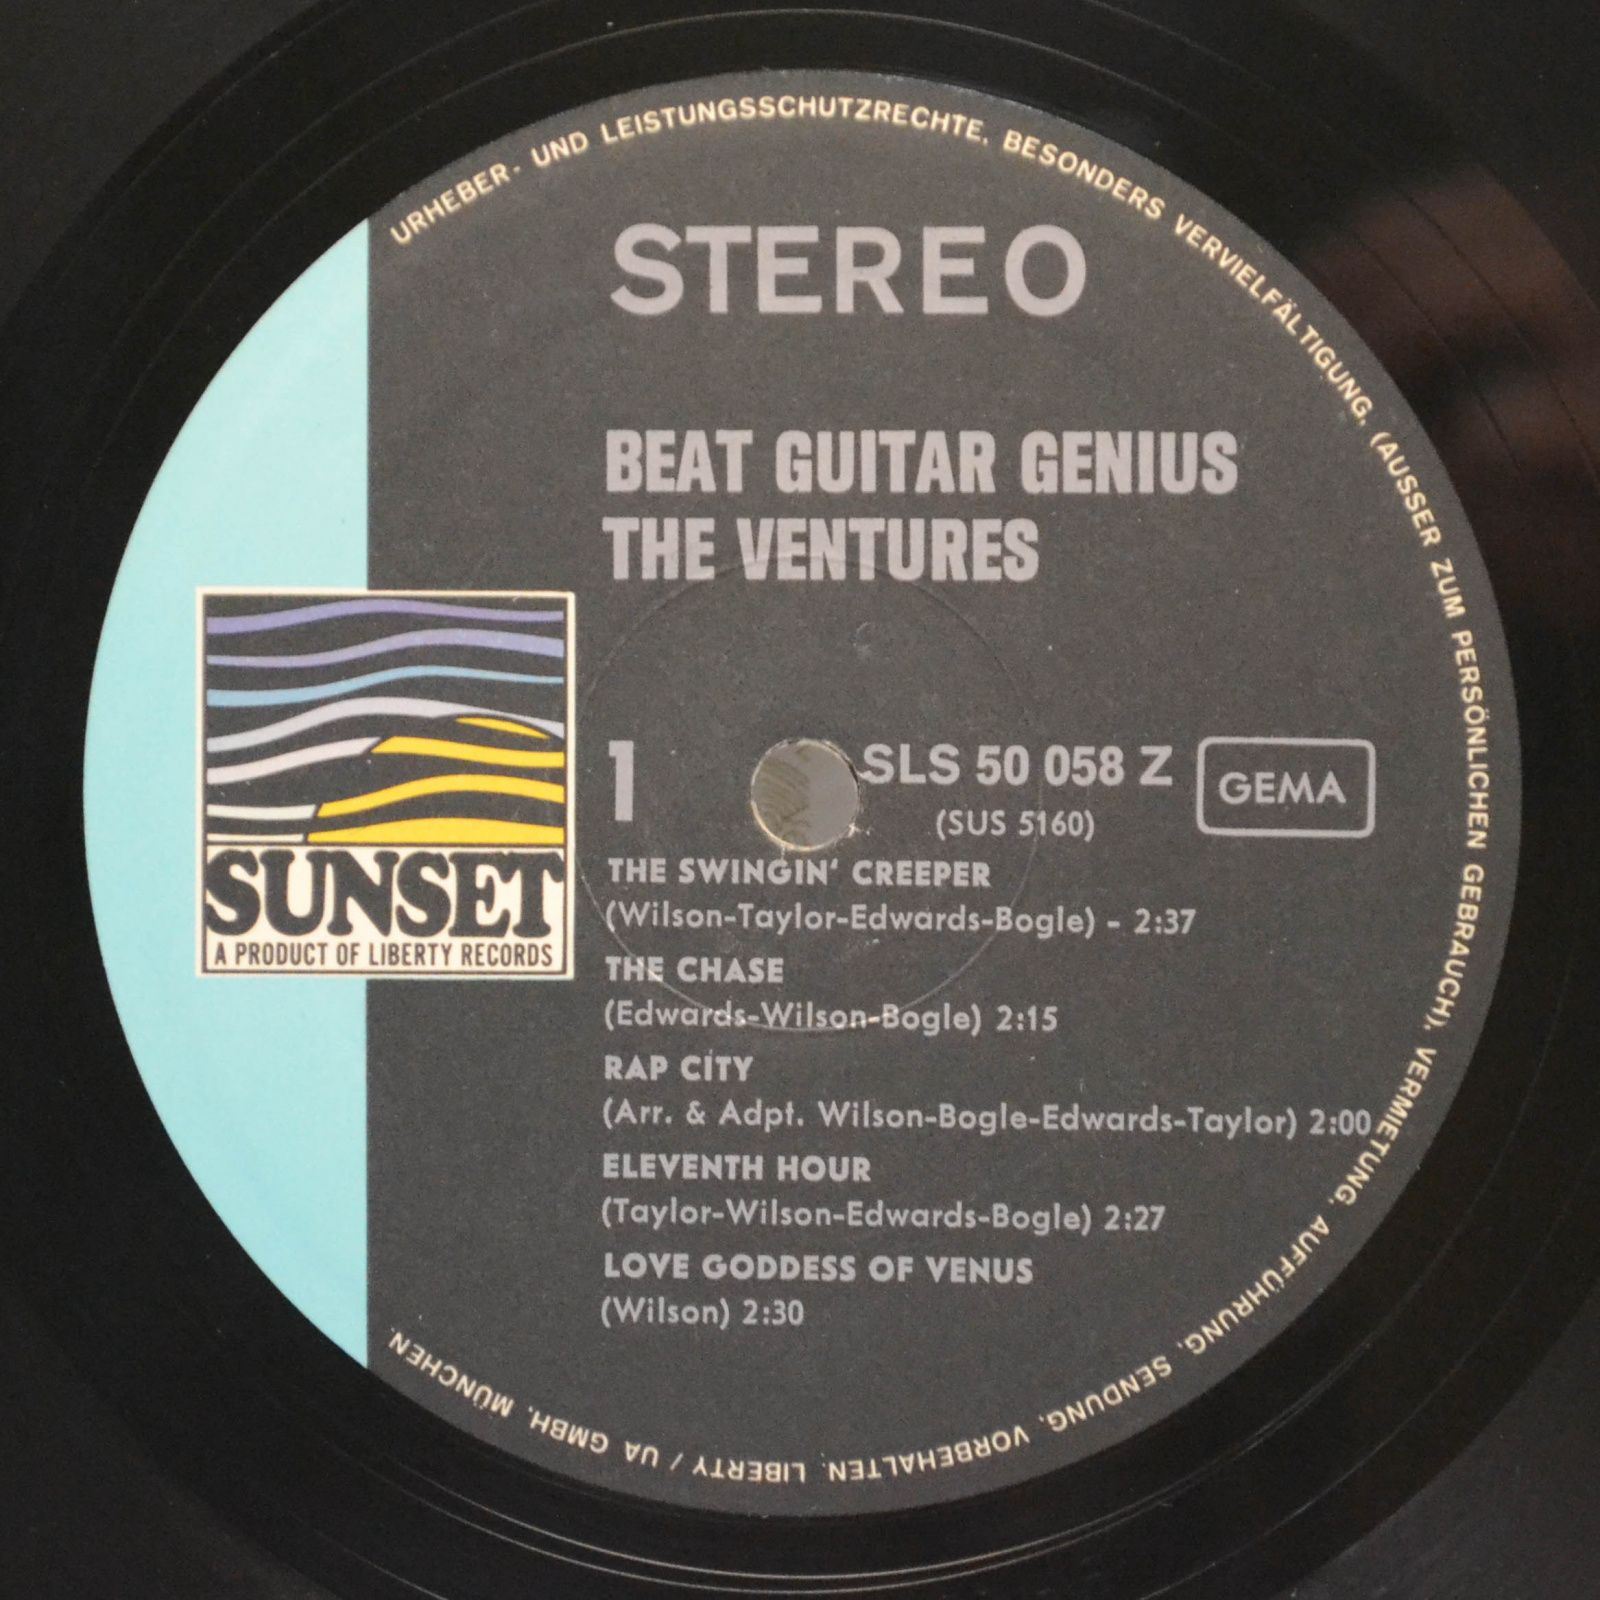 URHEBER- UND LEISTUNGSSCHUTZRECHTE, BESONDERS VERVIELFÄLTIGUNG, (AUSSER ZUM PERSÖNLICHEN GEBRAUCH), VERMIETUNG, AUFFÜHRUNG, SENDUNG, VORBEHALTEN. LIBERTY / UA GMBH, MÜNCHEN.
STEREO
BEAT GUITAR GENIUS
THE VENTURES
SUNSET
A PRODUCT OF LIBERTY RECORDS
1
SLS 50 058 Z
(SUS 5160)
GEMA
THE SWINGIN‘ CREEPER
(Wilson-Taylor-Edwards-Bogle) - 2:37
THE CHASE
(Edwards-Wilson-Bogle) 2:15
RAP CITY
(Arr. & Adpt. Wilson-Bogle-Edwards-Taylor) 2:00
ELEVENTH HOUR
(Taylor-Wilson-Edwards-Bogle) 2:27
LOVE GODDESS OF VENUS
(Wilson) 2:30